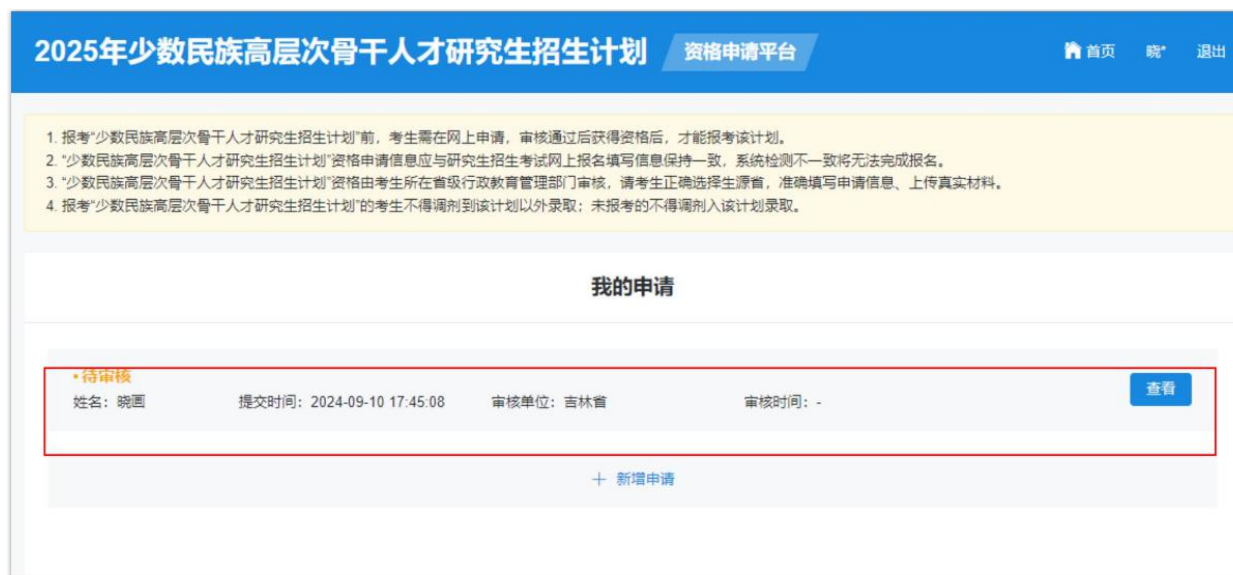 2025年少数民族高层次骨干人才研究生招生计划 资格申请平台 首页 晓* 退出
1. 报考“少数民族高层次骨干人才研究生招生计划”前，考生需在网上申请，审核通过后获得资格后，才能报考该计划。
2. “少数民族高层次骨干人才研究生招生计划”资格申请信息应与研究生招生考试网上报名填写信息保持一致，系统检测不一致将无法完成报名。
3. “少数民族高层次骨干人才研究生招生计划”资格由考生所在省级行政教育管理部门审核，请考生正确选择生源省，准确填写申请信息、上传真实材料。
4. 报考“少数民族高层次骨干人才研究生招生计划”的考生不得调剂到该计划以外录取；未报考的不得调剂入该计划录取。
我的申请
•待审核
姓名：晓画 提交时间：2024-09-10 17:45:08 审核单位：吉林省 审核时间：- 查看
＋ 新增申请